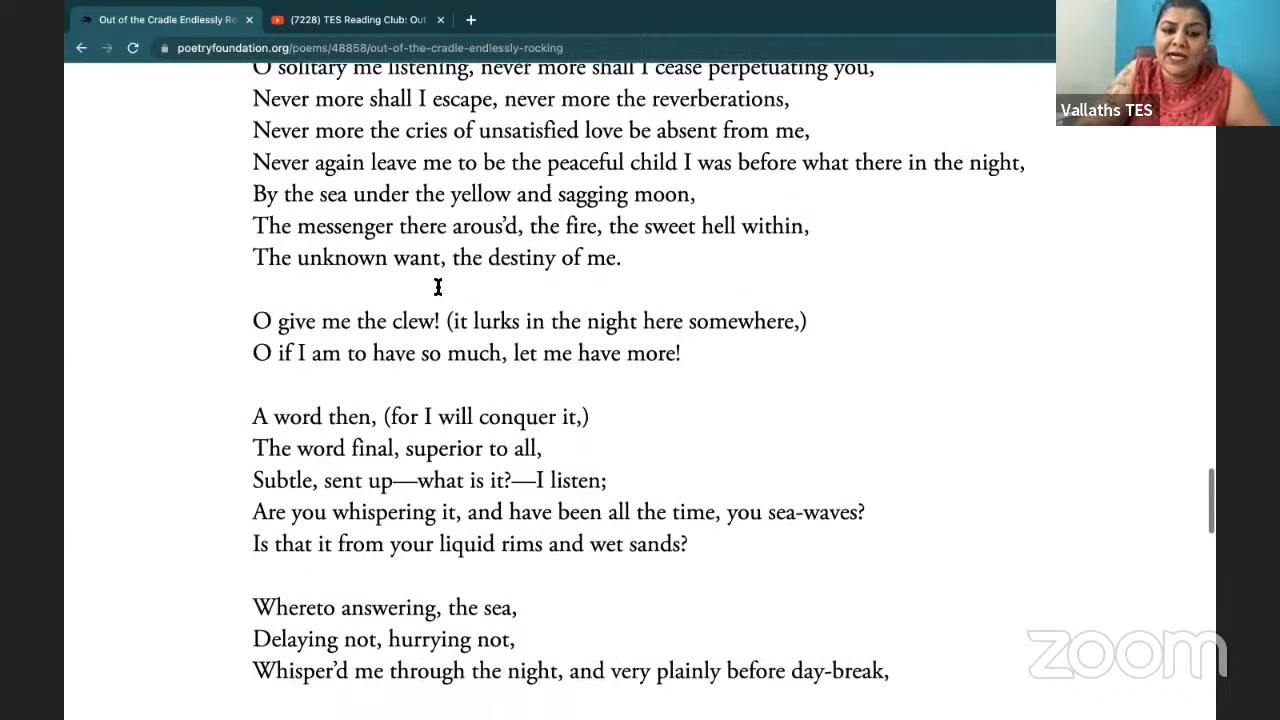 Out of the Cradle Endlessly Ro
(7228) TES Reading Club: Out
poetryfoundation.org/poems/48858/out-of-the-cradle-endlessly-rocking
Vallaths TES
O solitary me listening, never more shall I cease perpetuating you,
Never more shall I escape, never more the reverberations,
Never more the cries of unsatisfied love be absent from me,
Never again leave me to be the peaceful child I was before what there in the night,
By the sea under the yellow and sagging moon,
The messenger there arous’d, the fire, the sweet hell within,
The unknown want, the destiny of me.
O give me the clew! (it lurks in the night here somewhere,)
O if I am to have so much, let me have more!
A word then, (for I will conquer it,)
The word final, superior to all,
Subtle, sent up—what is it?—I listen;
Are you whispering it, and have been all the time, you sea-waves?
Is that it from your liquid rims and wet sands?
Whereto answering, the sea,
Delaying not, hurrying not,
Whisper’d me through the night, and very plainly before day-break,
zoom